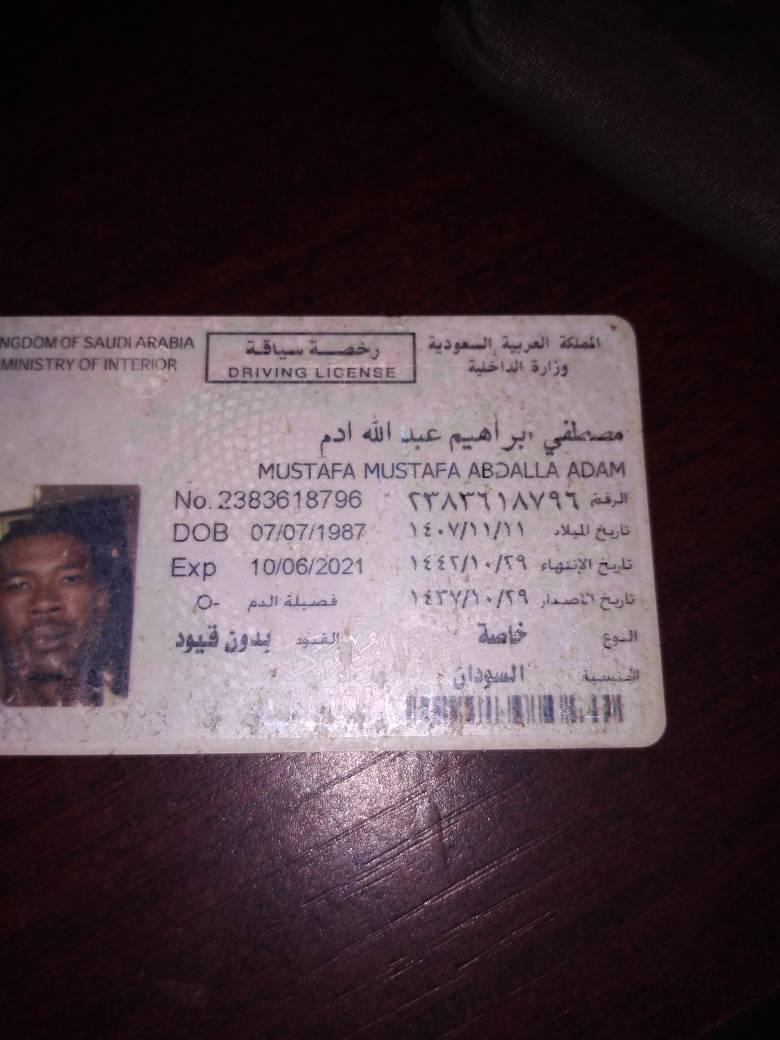 NGDOM OF SAUDI ARABIA
MINISTRY OF INTERIOR
رخصة سياقة
DRIVING LICENSE
المملكة العربية السعودية
وزارة الداخلية
مصطفي ابراهيم عبد الله ادم
MUSTAFA MUSTAFA ABDALLA ADAM
No. 2383618796 الرقم ٢٣٨٣٦١٨٧٩٦
DOB 07/07/1987 تاريخ الميلاد ١٤٠٧/١١/١١
Exp 10/06/2021 تاريخ الإنتهاء ١٤٤٢/١٠/٢٩
O- فصيلة الدم تاريخ الاصدار ١٤٣٧/١٠/٢٩
النوع خاصة القيود بدون قيود
الجنسية السودان